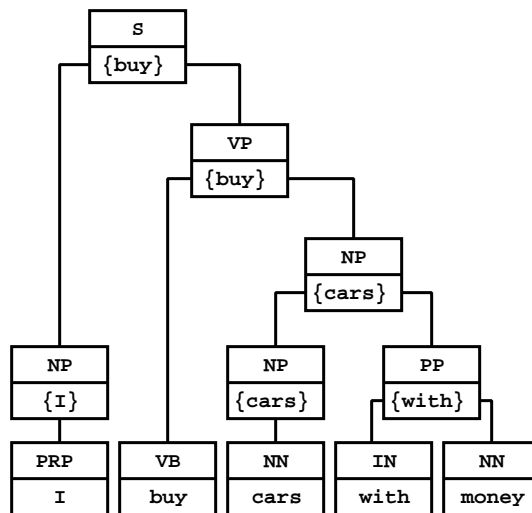 S
{buy}
VP
{buy}
NP
{cars}
NP NP PP
{I} {cars} {with}
PRP VB NN IN NN
I buy cars with money